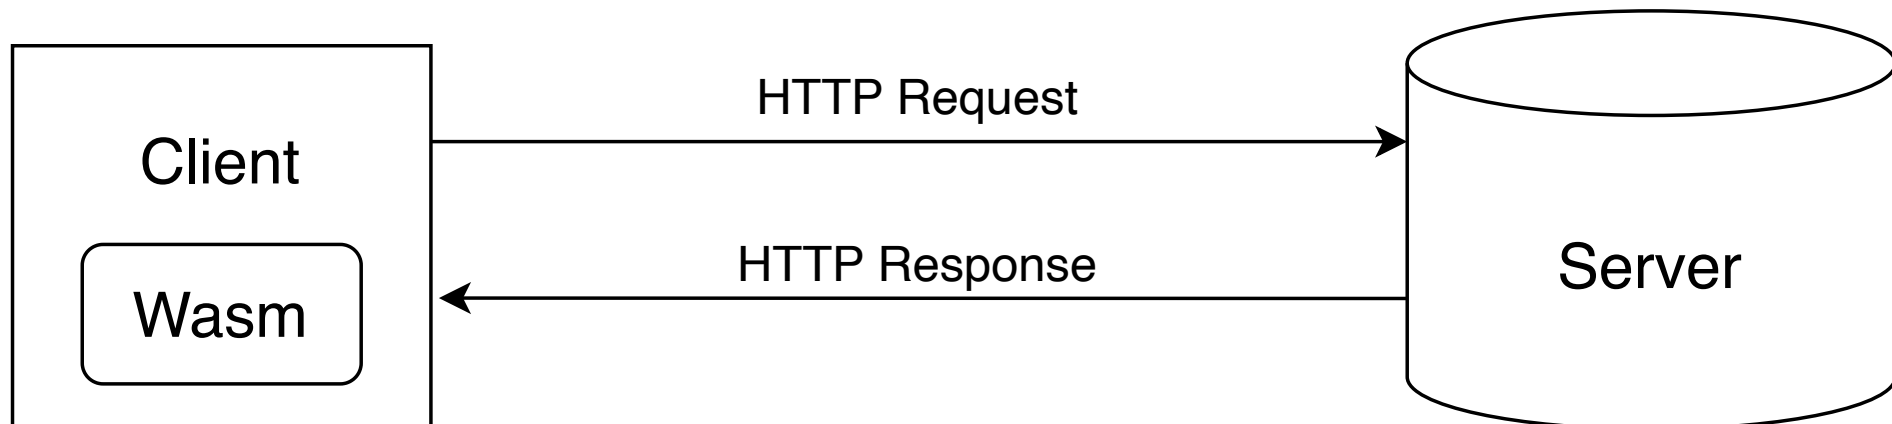 HTTP Request
Client
HTTP Response
Server
Wasm